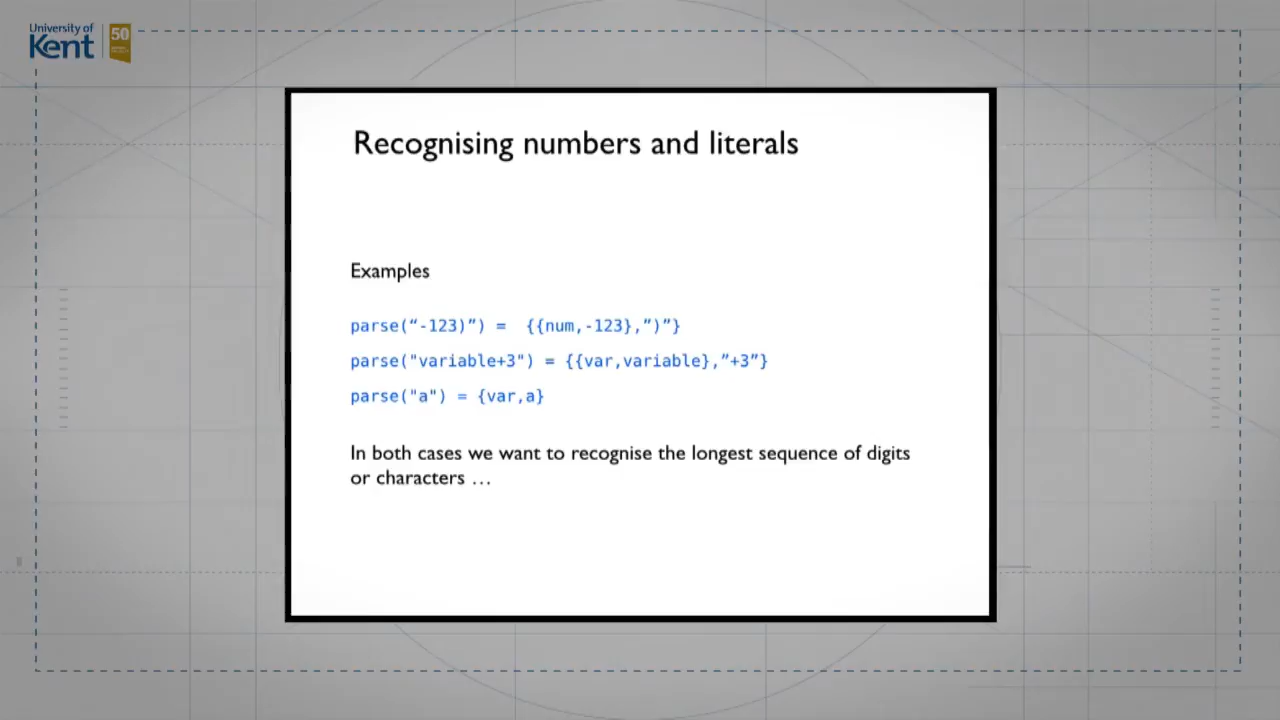 University of
Kent
50
Recognising numbers and literals
Examples
parse(“-123)”) =  {{num,-123},”)”}
parse("variable+3") = {{var,variable},”+3”}
parse("a") = {var,a}
In both cases we want to recognise the longest sequence of digits
or characters …